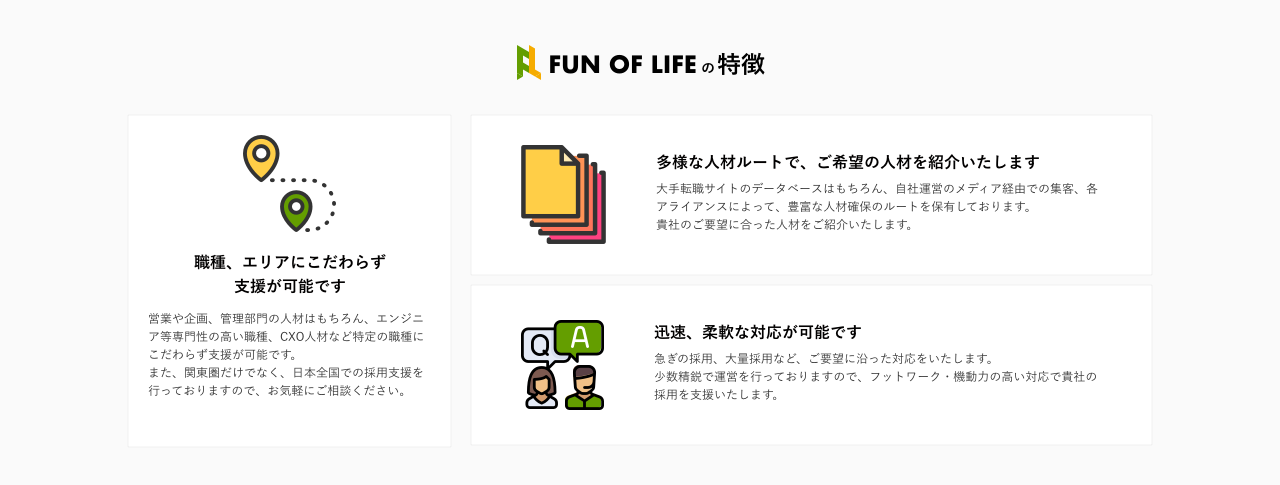 FUN OF LIFE の特徴
職種、エリアにこだわらず
支援が可能です
営業や企画、管理部門の人材はもちろん、エンジニ
ア等専門性の高い職種、CXO人材など特定の職種に
こだわらず支援が可能です。
また、関東圏だけでなく、日本全国での採用支援を
行っておりますので、お気軽にご相談ください。
多様な人材ルートで、ご希望の人材を紹介いたします
大手転職サイトのデータベースはもちろん、自社運営のメディア経由での集客、各
アライアンスによって、豊富な人材確保のルートを保有しております。
貴社のご要望に合った人材をご紹介いたします。
Q A
迅速、柔軟な対応が可能です
急ぎの採用、大量採用など、ご要望に沿った対応をいたします。
少数精鋭で運営を行っておりますので、フットワーク・機動力の高い対応で貴社の
採用を支援いたします。